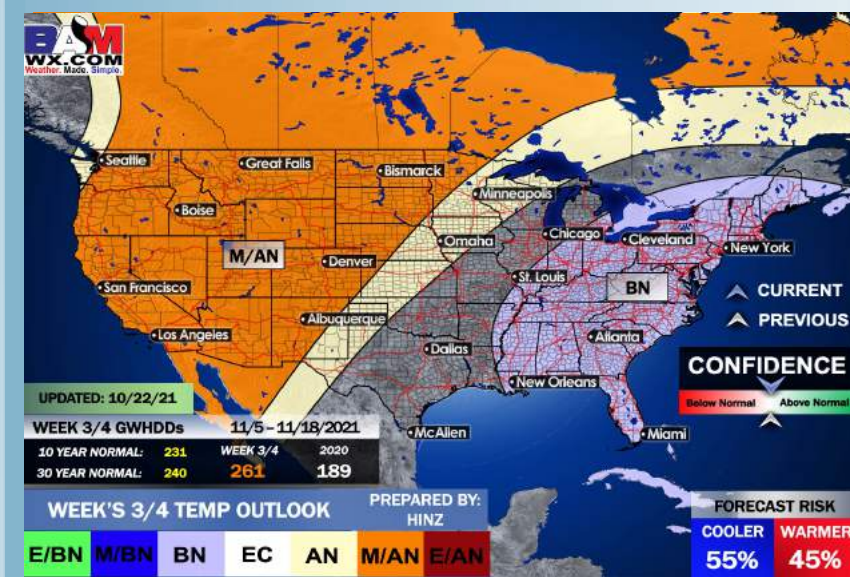 BAM
WX.COM
Weather. Made. Simple.
Seattle
Great Falls
Bismarck
Minneapolis
Boise
Omaha
Chicago
Cleveland
New York
M/AN
Denver
St. Louis
BN
San Francisco
CURRENT
Albuquerque
PREVIOUS
Los Angeles
Atlanta
Dallas
CONFIDENCE
New Orleans
Below Normal
Above Normal
McAllen
Miami
UPDATED: 10/22/21
WEEK 3/4 GWHDDs 11/5 - 11/18/2021
10 YEAR NORMAL: 231 WEEK 3/4 2020
30 YEAR NORMAL: 240 261 189
WEEK'S 3/4 TEMP OUTLOOK
PREPARED BY:
HINZ
E/BN M/BN BN EC AN M/AN E/AN
FORECAST RISK
COOLER WARMER
55% 45%